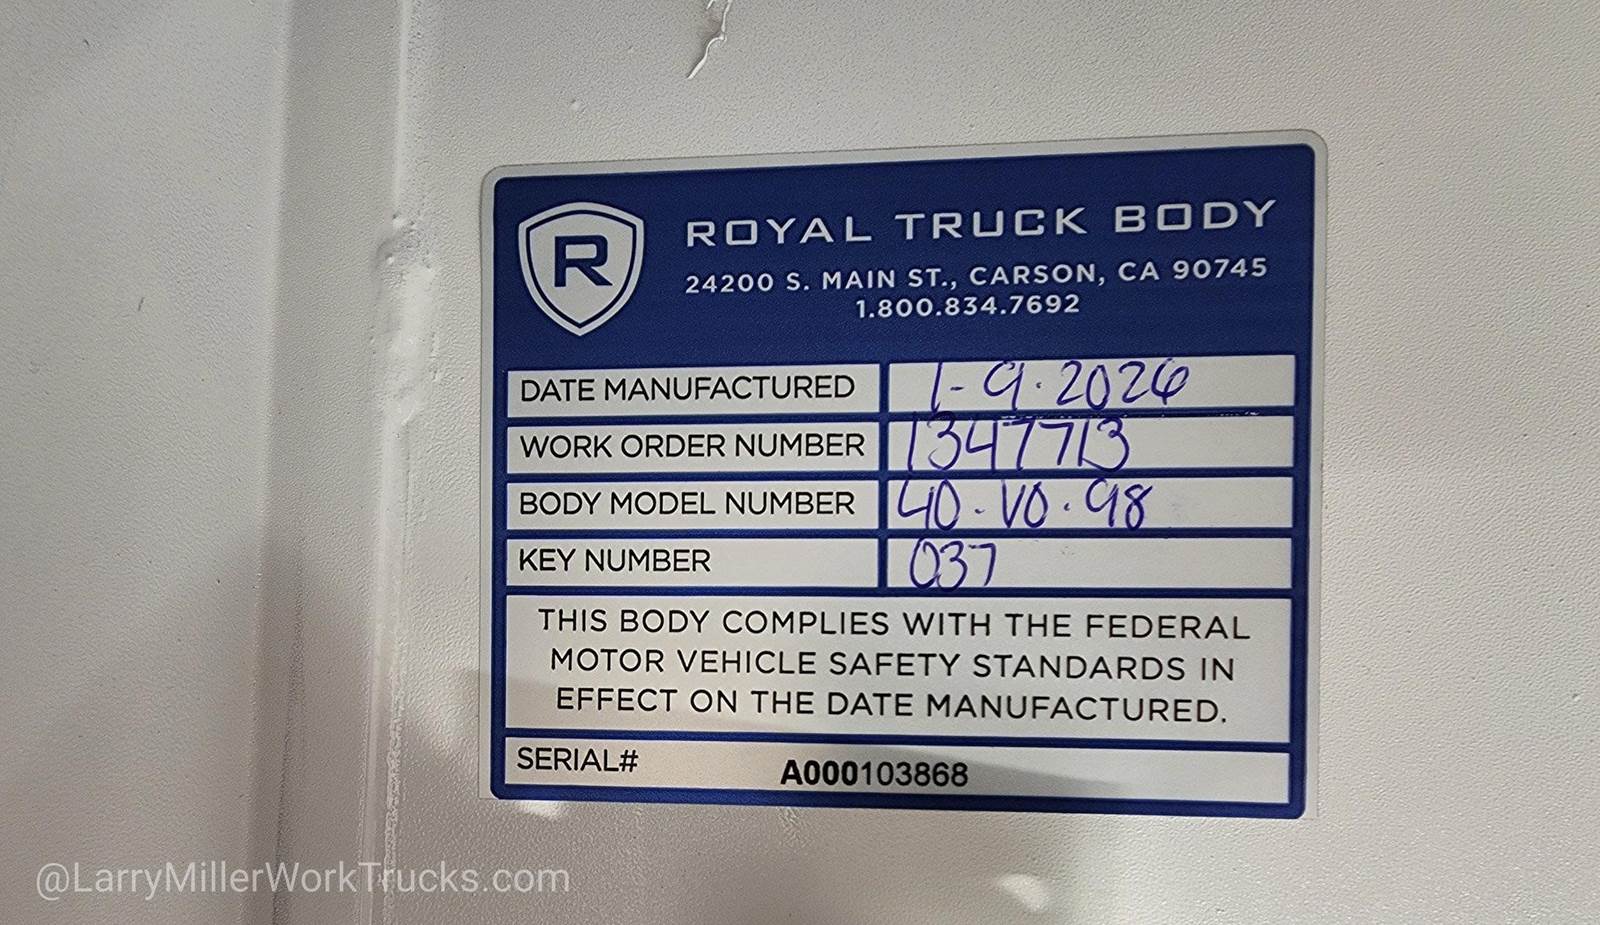 R
ROYAL TRUCK BODY
24200 S. MAIN ST., CARSON, CA 90745
1.800.834.7692
DATE MANUFACTURED 1-9.2026
WORK ORDER NUMBER 1347713
BODY MODEL NUMBER 40-VO.98
KEY NUMBER 037
THIS BODY COMPLIES WITH THE FEDERAL
MOTOR VEHICLE SAFETY STANDARDS IN
EFFECT ON THE DATE MANUFACTURED.
SERIAL# A000103868
@LarryMillerWorkTrucks.com